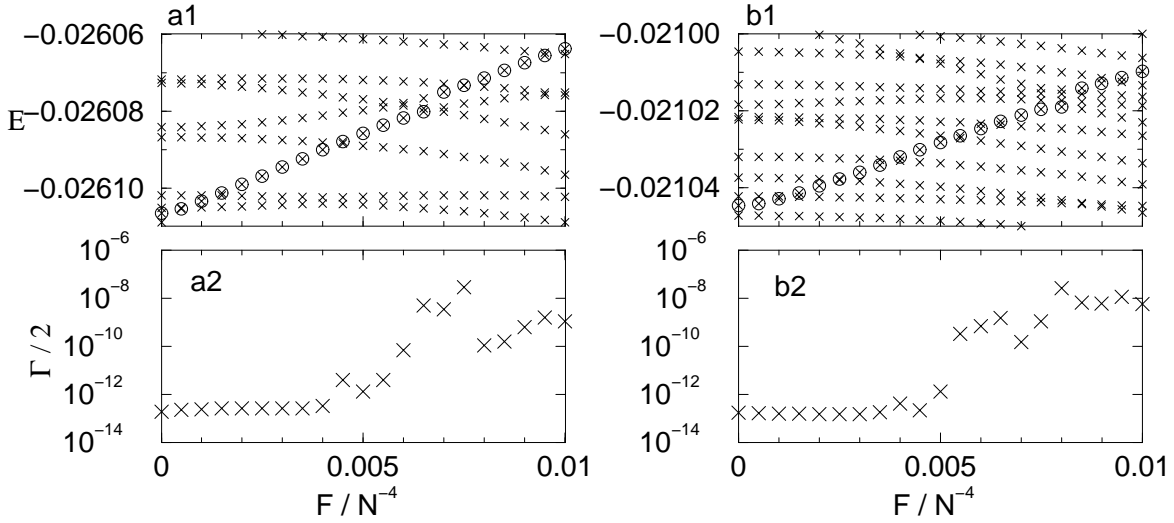 a1
b1
−0.02606
−0.02608
−0.02610
E
−0.02100
−0.02102
−0.02104
a2
b2
10⁻⁶
10⁻⁸
10⁻¹⁰
10⁻¹²
10⁻¹⁴
Γ / 2
10⁻⁶
10⁻⁸
10⁻¹⁰
10⁻¹²
10⁻¹⁴
0 0.005 0.01
0 0.005 0.01
F / N⁻⁴
F / N⁻⁴